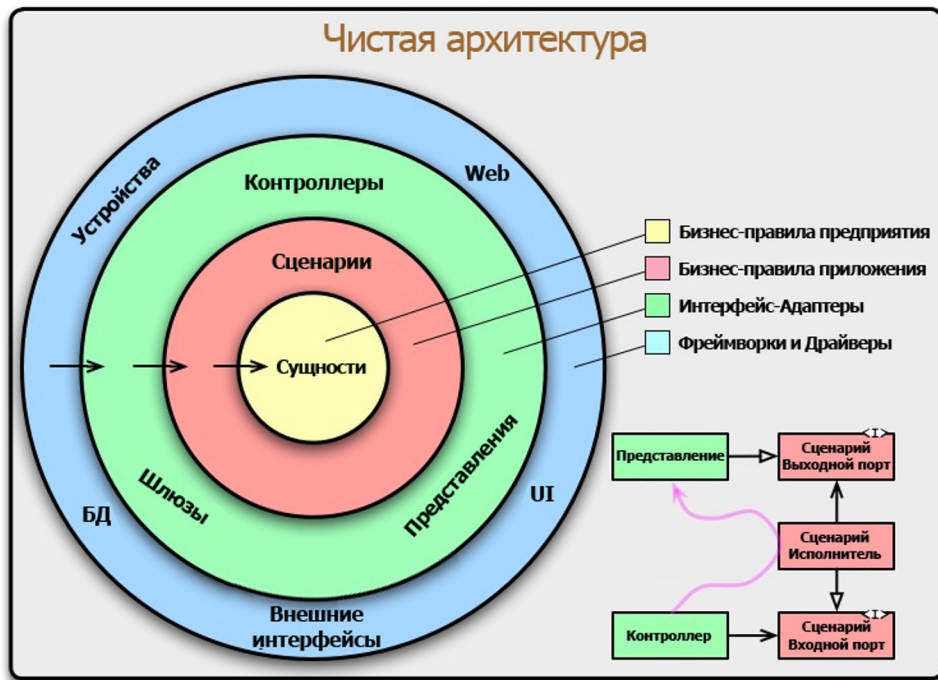 Чистая архитектура
Устройства
Web
Контроллеры
Сценарии
Сущности
Шлюзы
Представления
БД
UI
Внешние
интерфейсы
Бизнес-правила предприятия
Бизнес-правила приложения
Интерфейс-Адаптеры
Фреймворки и Драйверы
Представление
<I>
Сценарий
Выходной порт
Сценарий
Исполнитель
Контроллер
<I>
Сценарий
Входной порт